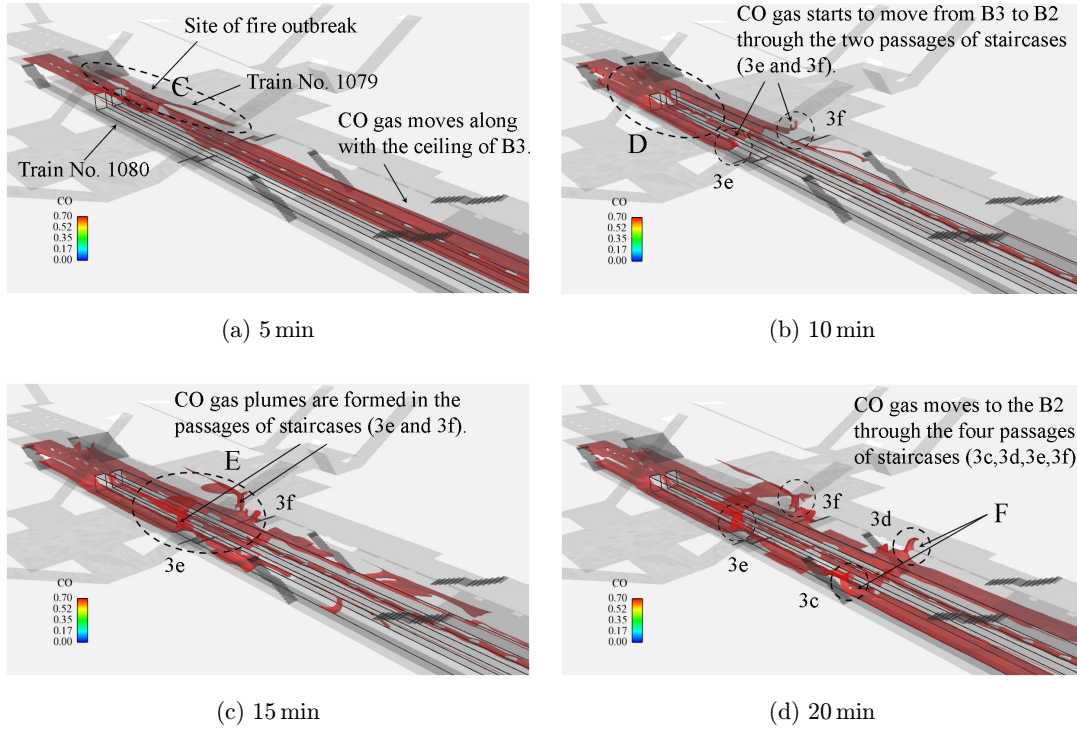 Site of fire outbreak
C
Train No. 1079
CO gas moves along
with the ceiling of B3.
Train No. 1080
CO
0.70
0.52
0.35
0.17
0.00
(a) 5 min
CO gas starts to move from B3 to B2
through the two passages of staircases
(3e and 3f).
3f
D
3e
CO
0.70
0.52
0.35
0.17
0.00
(b) 10 min
CO gas plumes are formed in the
passages of staircases (3e and 3f).
E
3f
3e
CO
0.70
0.52
0.35
0.17
0.00
(c) 15 min
CO gas moves to the B2
through the four passages
of staircases (3c,3d,3e,3f)
3f
3d
F
3e
3c
CO
0.70
0.52
0.35
0.17
0.00
(d) 20 min